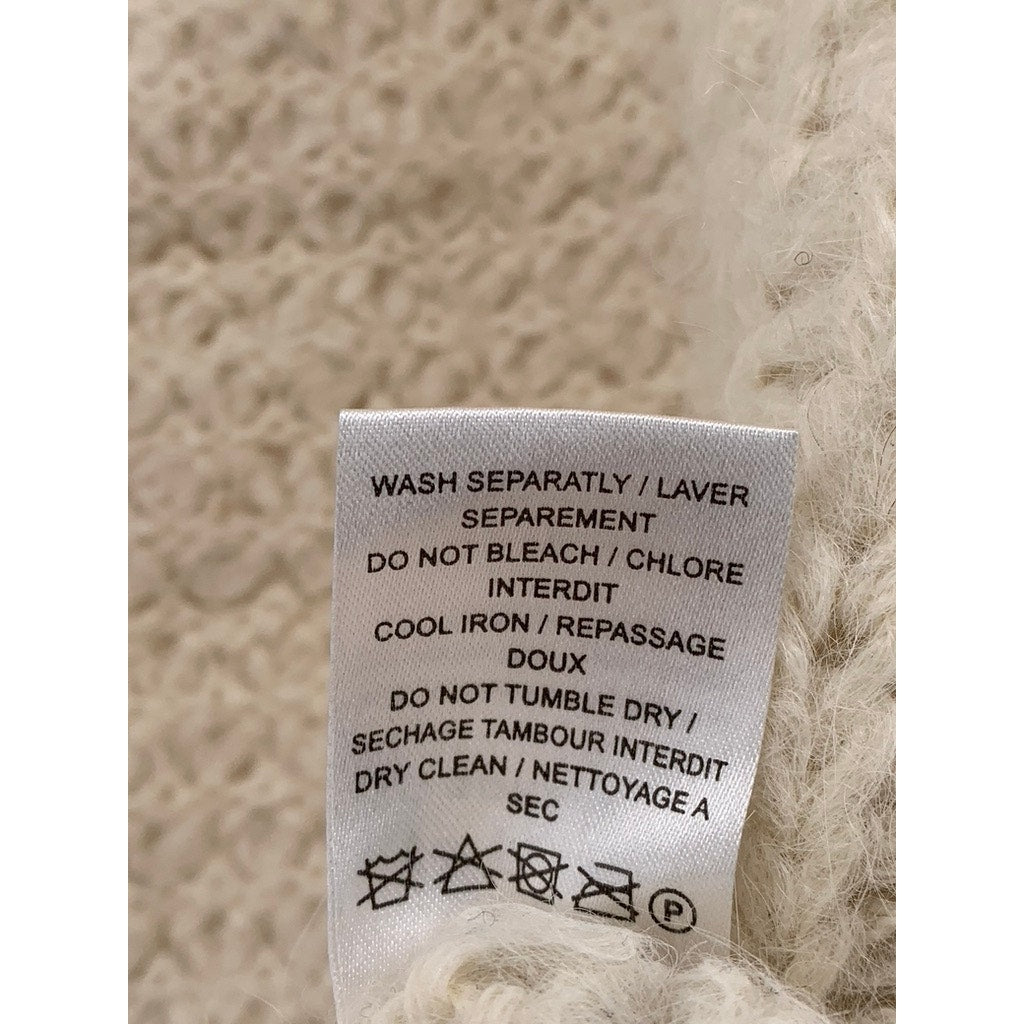 WASH SEPARATLY / LAVER
SEPAREMENT
DO NOT BLEACH / CHLORE
INTERDIT
COOL IRON / REPASSAGE
DOUX
DO NOT TUMBLE DRY /
SECHAGE TAMBOUR INTERDIT
DRY CLEAN / NETTOYAGE A
SEC
P